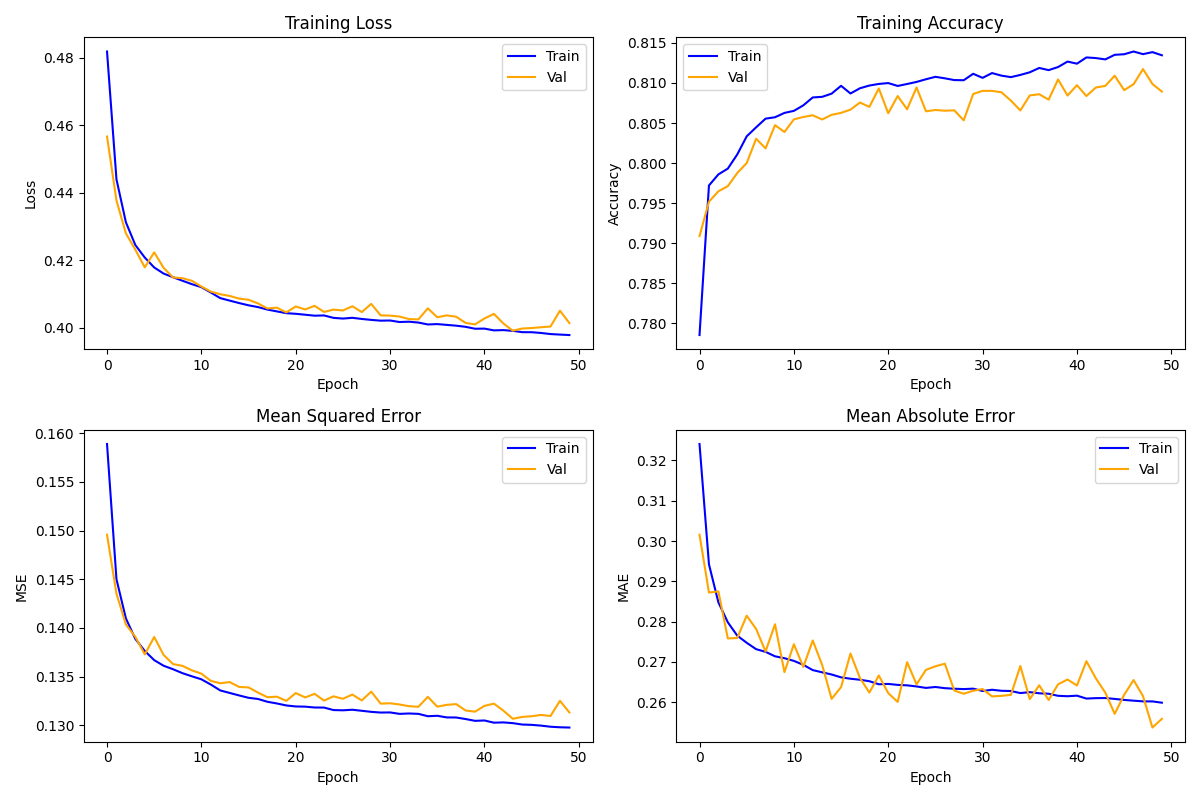 Training Loss
Train
Val
Loss
0.48
0.46
0.44
0.42
0.40
0 10 20 30 40 50
Epoch
Training Accuracy
Train
Val
Accuracy
0.815
0.810
0.805
0.800
0.795
0.790
0.785
0.780
0 10 20 30 40 50
Epoch
Mean Squared Error
Train
Val
MSE
0.160
0.155
0.150
0.145
0.140
0.135
0.130
0 10 20 30 40 50
Epoch
Mean Absolute Error
Train
Val
MAE
0.32
0.31
0.30
0.29
0.28
0.27
0.26
0 10 20 30 40 50
Epoch